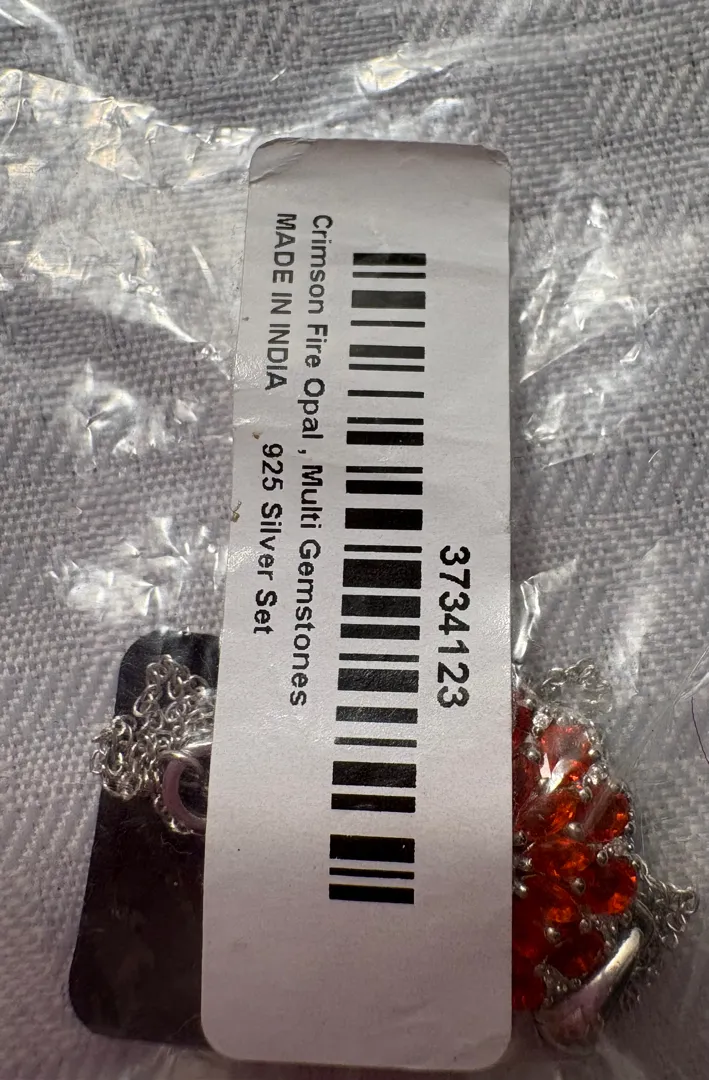 3734123
Crimson Fire Opal , Multi Gemstones
MADE IN INDIA 925 Silver Set